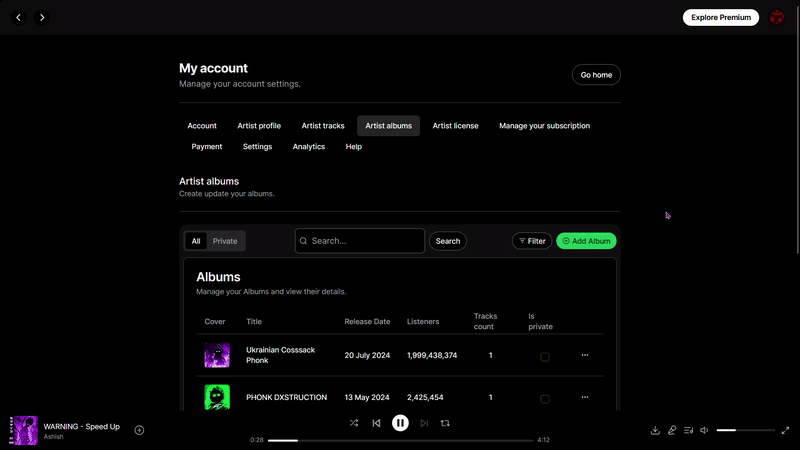 Explore Premium
My account
Manage your account settings.
Go home
Account
Artist profile
Artist tracks
Artist albums
Artist license
Manage your subscription
Payment
Settings
Analytics
Help
Artist albums
Create update your albums.
All
Private
Search...
Search
Filter
Add Album
Albums
Manage your Albums and view their details.
Cover
Title
Release Date
Listeners
Tracks
count
Is
private
Ukrainian Cosssack
Phonk
20 July 2024
1,999,438,374
1
...
PHONK DXSTRUCTION
13 May 2024
2,425,454
1
...
WARNING - Speed Up
Ashish
0:28
4:12